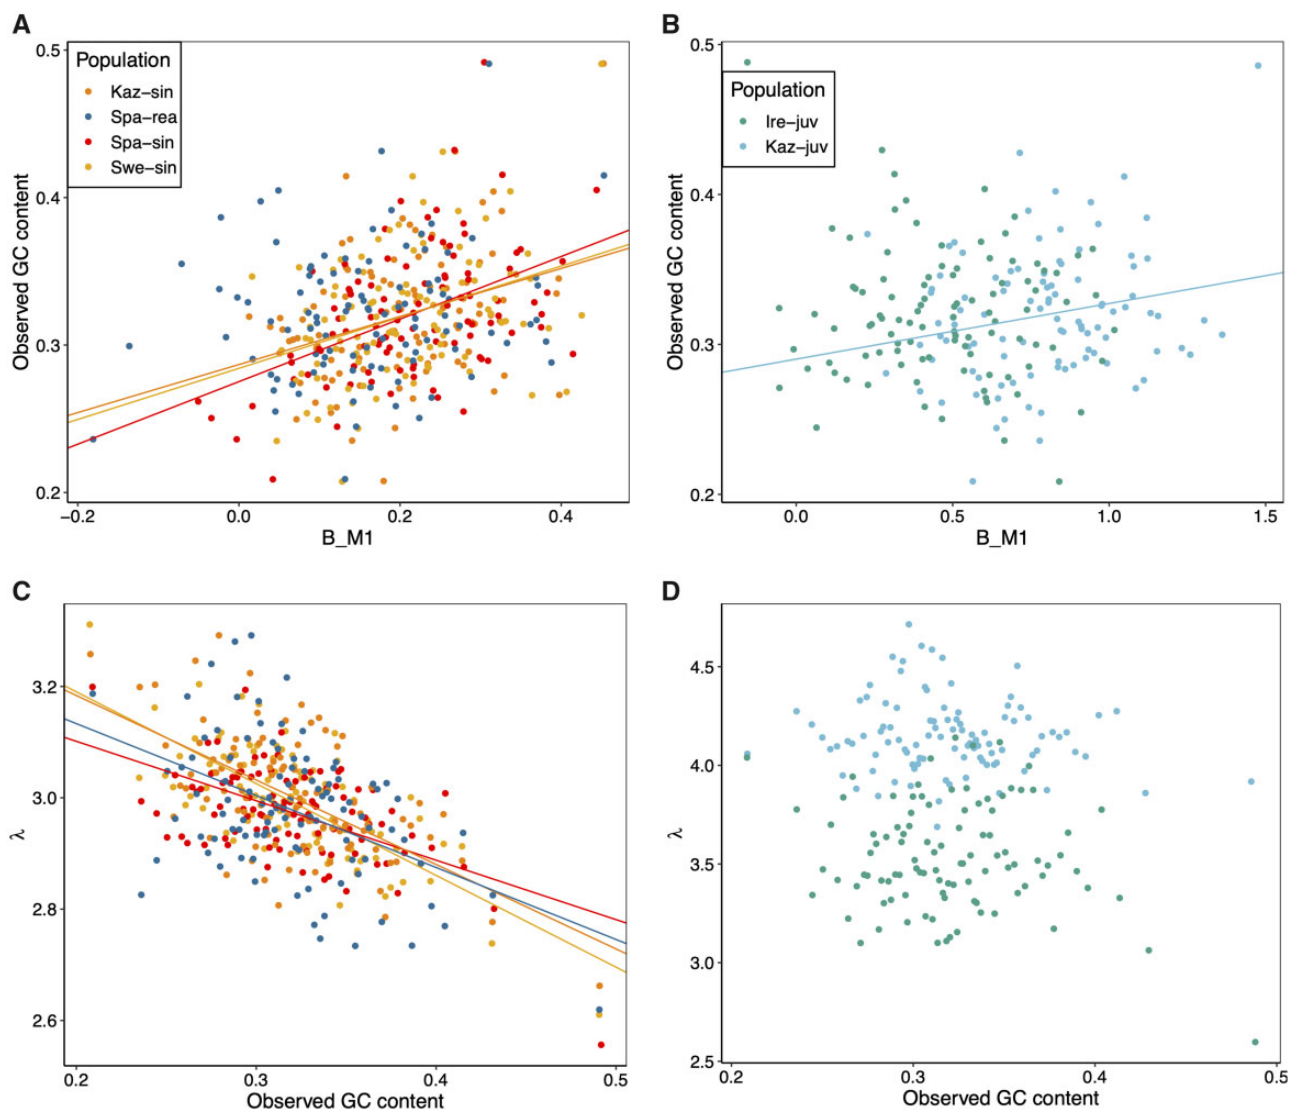 A
Population
Kaz-sin
Spa-rea
Spa-sin
Swe-sin
Observed GC content
0.5
0.4
0.3
0.2
−0.2
0.0
0.2
0.4
B_M1
B
Population
Ire-juv
Kaz-juv
Observed GC content
0.5
0.4
0.3
0.2
0.0
0.5
1.0
1.5
B_M1
C
λ
3.2
3.0
2.8
2.6
0.2
0.3
0.4
0.5
Observed GC content
D
λ
4.5
4.0
3.5
3.0
2.5
0.2
0.3
0.4
0.5
Observed GC content